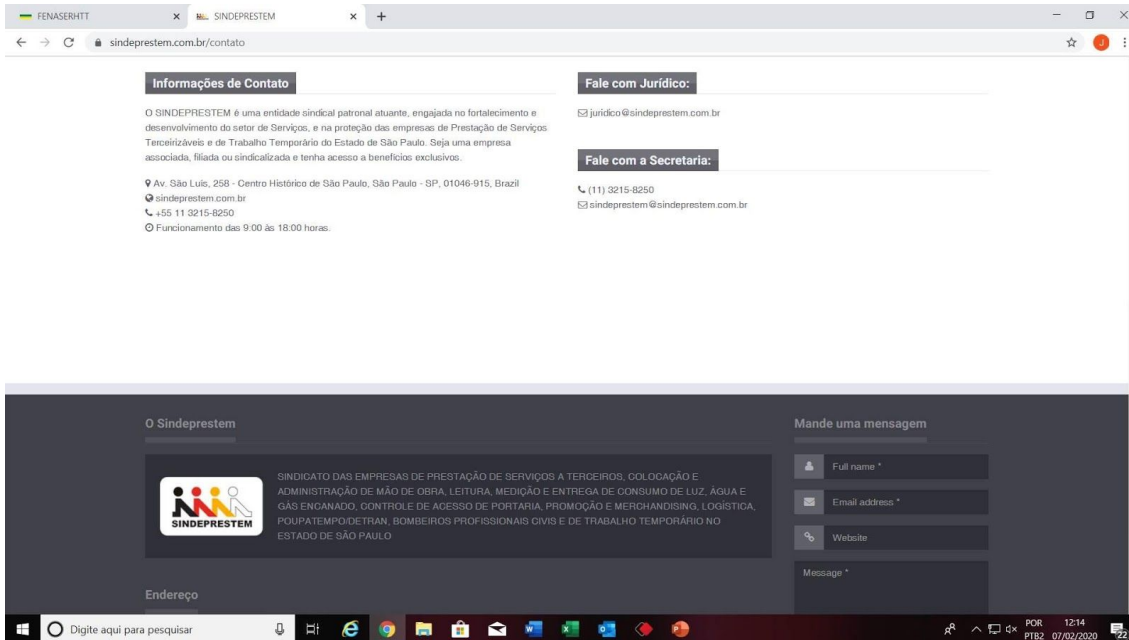 FENASERHTT
SINDEPRESTEM
sindeprestem.com.br/contato
Informações de Contato
O SINDEPRESTEM é uma entidade sindical patronal atuante, engajada no fortalecimento e
desenvolvimento do setor de Serviços, e na proteção das empresas de Prestação de Serviços
Terceirizáveis e de Trabalho Temporário do Estado de São Paulo. Seja uma empresa
associada, filiada ou sindicalizada e tenha acesso a benefícios exclusivos.
Av. São Luís, 258 - Centro Histórico de São Paulo, São Paulo - SP, 01046-915, Brazil
sindeprestem.com.br
+55 11 3215-8250
Funcionamento das 9:00 às 18:00 horas.
Fale com Jurídico:
juridico@sindeprestem.com.br
Fale com a Secretaria:
(11) 3215-8250
sindeprestem@sindeprestem.com.br
O Sindeprestem
SINDEPRESTEM
SINDICATO DAS EMPRESAS DE PRESTAÇÃO DE SERVIÇOS A TERCEIROS, COLOCAÇÃO E
ADMINISTRAÇÃO DE MÃO DE OBRA, LEITURA, MEDIÇÃO E ENTREGA DE CONSUMO DE LUZ, ÁGUA E
GÁS ENCANADO, CONTROLE DE ACESSO DE PORTARIA, PROMOÇÃO E MERCHANDISING, LOGÍSTICA,
POUPATEMPO/DETRAN, BOMBEIROS PROFISSIONAIS CIVIS E DE TRABALHO TEMPORÁRIO NO
ESTADO DE SÃO PAULO
Endereço
Mande uma mensagem
Full name *
Email address *
Website
Message *
Digite aqui para pesquisar
POR
PTB2
12:14
07/02/2020
22